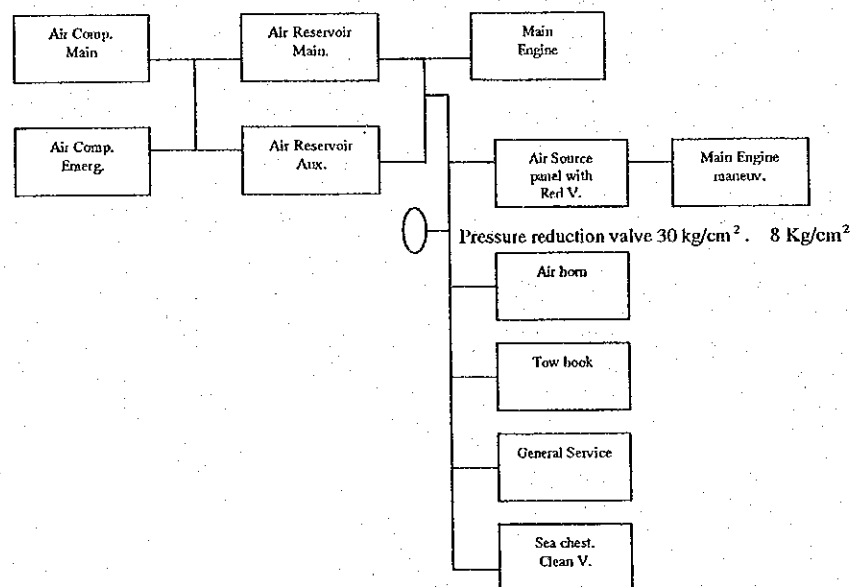 Air Comp.
Main
Air Reservoir
Main.
Main
Engine
Air Comp.
Emerg.
Air Reservoir
Aux.
Air Source
panel with
Red V.
Main Engine
maneuv.
Pressure reduction valve 30 kg/cm². 8 Kg/cm²
Air horn
Tow hook
General Service
Sea chest.
Clean V.